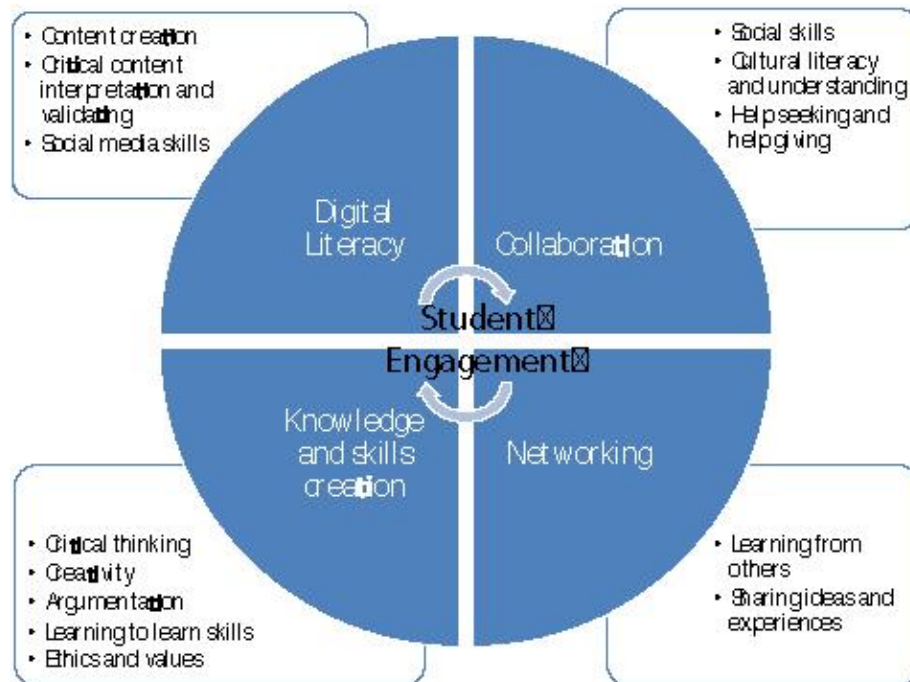 • Content creation
• Critical content
interpretation and
validating
• Social media skills
• Social skills
• Cultural literacy
and understanding
• Help seeking and
help giving
Digital
Literacy
Collaboration
Student
Engagement
Knowledge
and skills
creation
Networking
• Critical thinking
• Creativity
• Argumentation
• Learning to learn skills
• Ethics and values
• Learning from
others
• Sharing ideas and
experiences